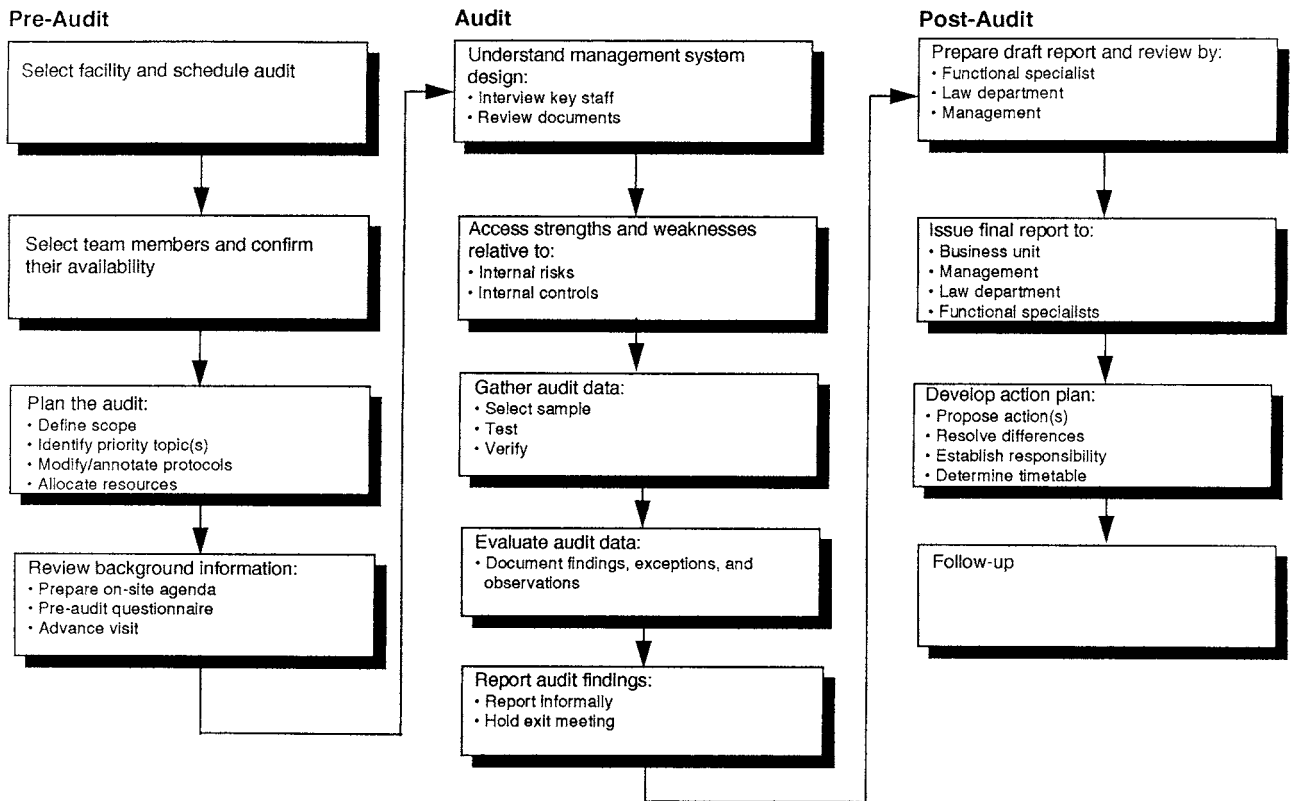 Pre-Audit
Select facility and schedule audit
Select team members and confirm
their availability
Plan the audit:
• Define scope
• Identify priority topic(s)
• Modify/annotate protocols
• Allocate resources
Review background information:
• Prepare on-site agenda
• Pre-audit questionnaire
• Advance visit
Audit
Understand management system
design:
• Interview key staff
• Review documents
Access strengths and weaknesses
relative to:
• Internal risks
• Internal controls
Gather audit data:
• Select sample
• Test
• Verify
Evaluate audit data:
• Document findings, exceptions, and
observations
Report audit findings:
• Report informally
• Hold exit meeting
Post-Audit
Prepare draft report and review by:
• Functional specialist
• Law department
• Management
Issue final report to:
• Business unit
• Management
• Law department
• Functional specialists
Develop action plan:
• Propose action(s)
• Resolve differences
• Establish responsibility
• Determine timetable
Follow-up